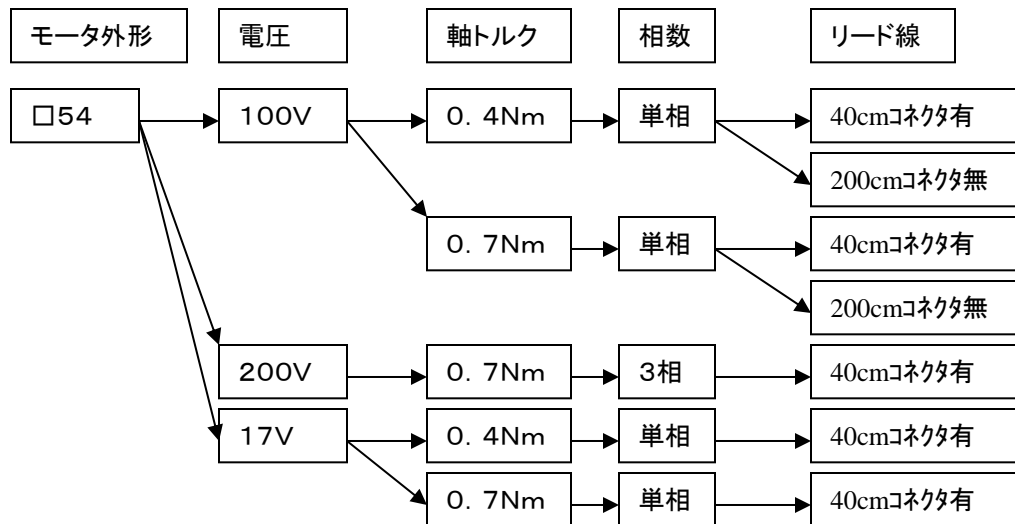 モータ外形 電圧 軸トルク 相数 リード線
□54 100V 0.4Nm 単相 40cmコネクタ有
200cmコネクタ無
0.7Nm 単相 40cmコネクタ有
200cmコネクタ無
200V 0.7Nm 3相 40cmコネクタ有
17V 0.4Nm 単相 40cmコネクタ有
0.7Nm 単相 40cmコネクタ有